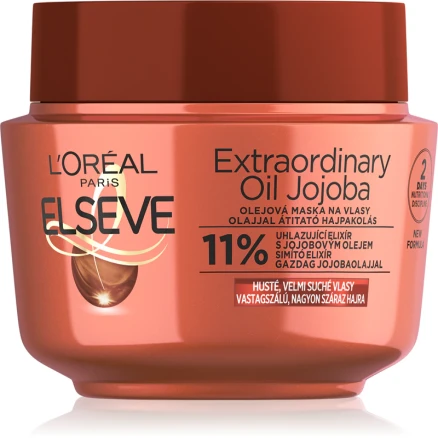 L'ORÉAL
PARIS
ELSEVE
Extraordinary
Oil Jojoba
OLEJOVÁ MASKA NA VLASY
OLAJJAL ÁTITATÓ HAJPAKOLÁS
11%
UHLAZUJÍCÍ ELIXÍR
S JOJOBOVÝM OLEJEM
SIMÍTÓ ELIXÍR
GAZDAG JOJOBAOLAJJAL
HUSTÉ, VELMI SUCHÉ VLASY
VASTAGSZÁLÚ, NAGYON SZÁRAZ HAJRA
2
DAYS
NEW
FORMULA